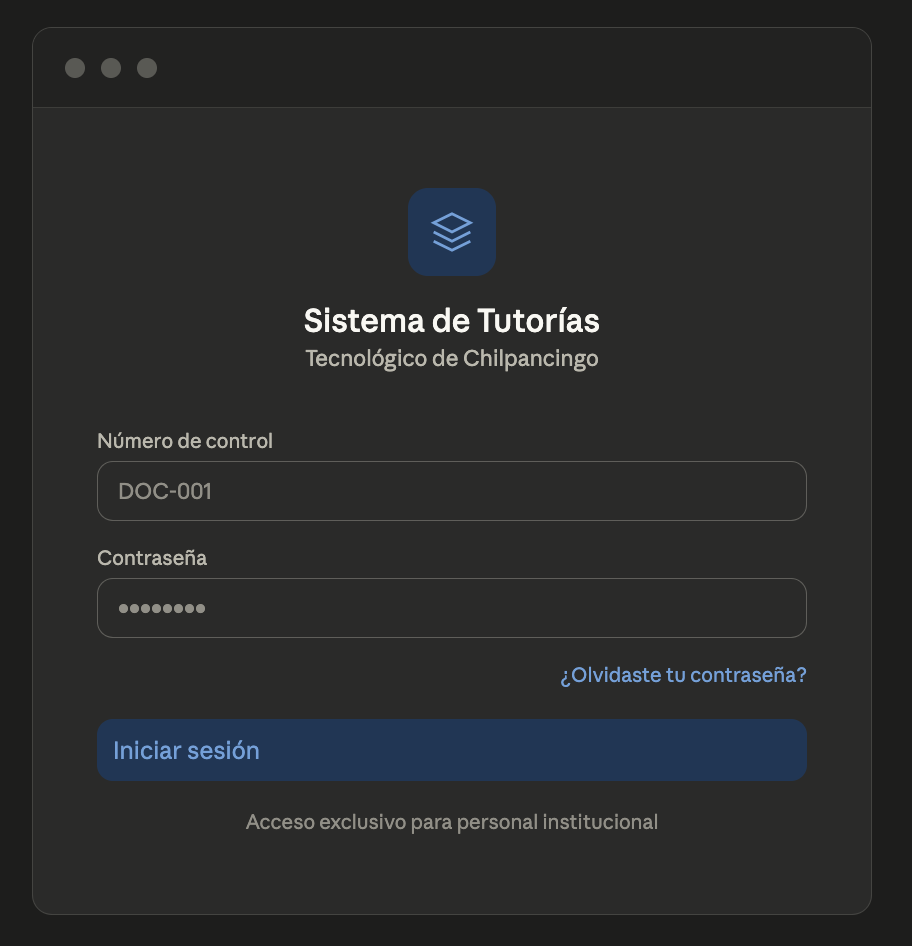 Sistema de Tutorías
Tecnológico de Chilpancingo
Número de control
DOC-001
Contraseña
••••••••
¿Olvidaste tu contraseña?
Iniciar sesión
Acceso exclusivo para personal institucional